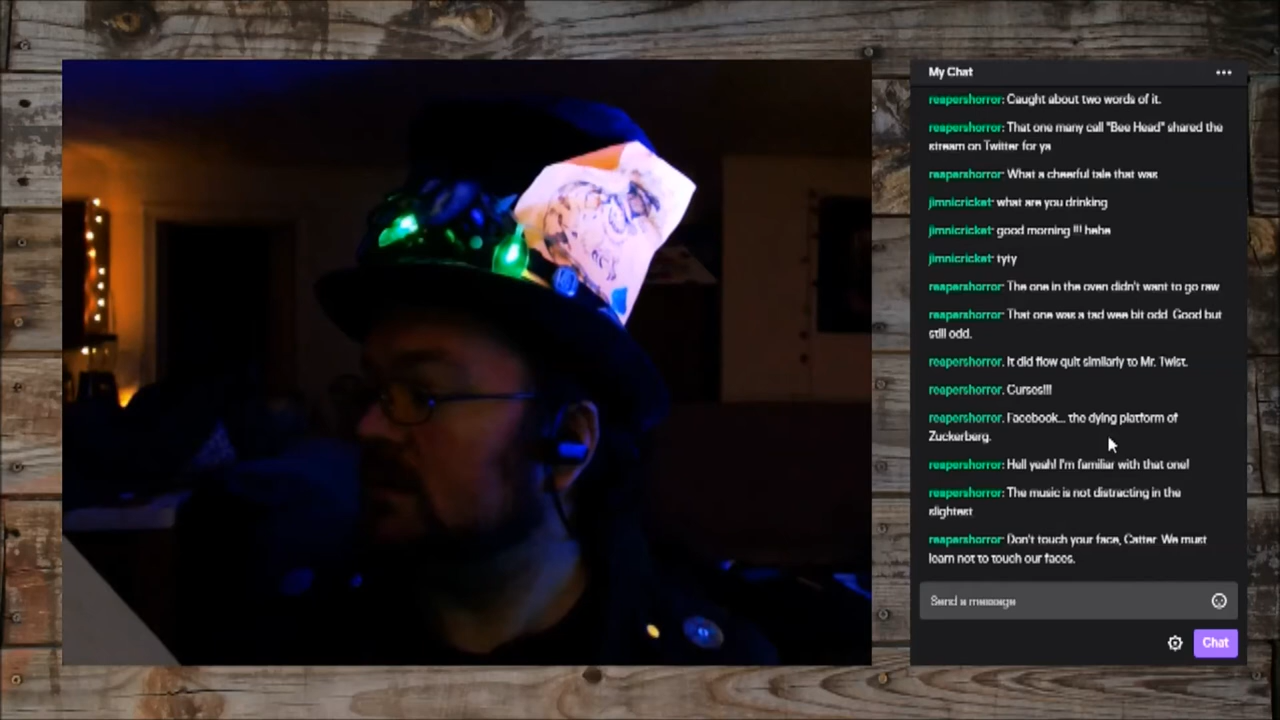 My Chat
reapershorror: Caught about two words of it.
reapershorror: That one many call "Bee Head" shared the
stream on Twitter for ya
reapershorror: What a cheerful tale that was
jimnicricket: what are you drinking
jimnicricket: good morning !!! hehe
jimnicricket: tyty
reapershorror: The one in the oven didn't want to go raw
reapershorror: That one was a tad wee bit odd. Good but
still odd.
reapershorror: It did flow quit similarly to Mr. Twist.
reapershorror: Curses!!!
reapershorror: Facebook... the dying platform of
Zuckerberg.
reapershorror: Hell yeah! I'm familiar with that one!
reapershorror: The music is not distracting in the
slightest
reapershorror: Don't touch your face, Catter. We must
learn not to touch our faces.
Send a message
Chat